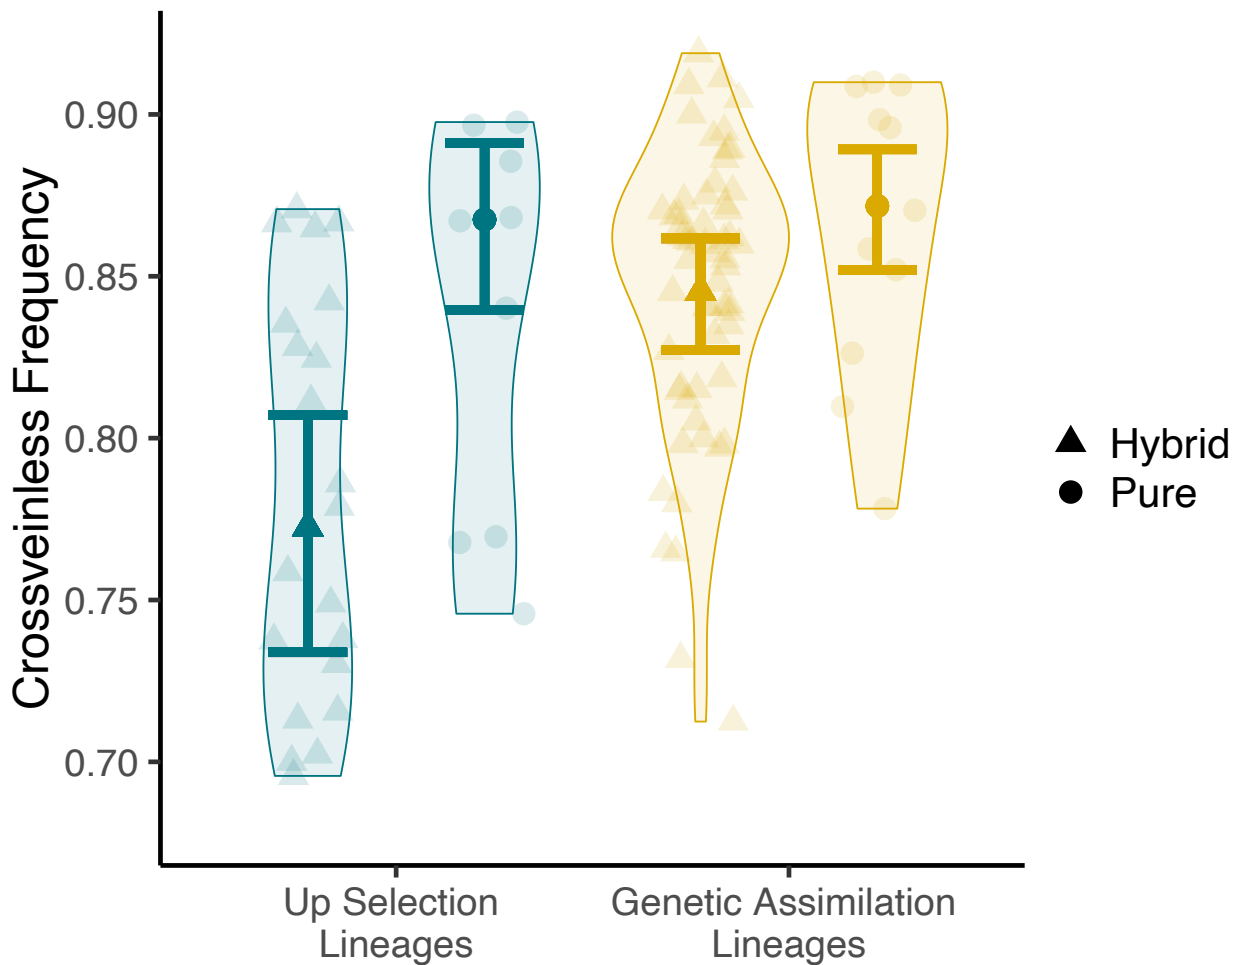 Crossveinless Frequency
0.90
0.85
0.80
0.75
0.70
Up Selection
Lineages
Genetic Assimilation
Lineages
Hybrid
Pure